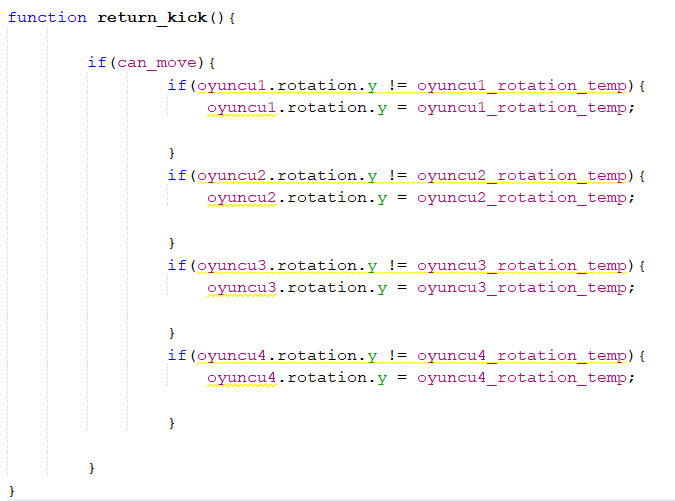 function return_kick(){
if(can_move){
if(oyuncu1.rotation.y != oyuncu1_rotation_temp){
oyuncu1.rotation.y = oyuncu1_rotation_temp;
}
if(oyuncu2.rotation.y != oyuncu2_rotation_temp){
oyuncu2.rotation.y = oyuncu2_rotation_temp;
}
if(oyuncu3.rotation.y != oyuncu3_rotation_temp){
oyuncu3.rotation.y = oyuncu3_rotation_temp;
}
if(oyuncu4.rotation.y != oyuncu4_rotation_temp){
oyuncu4.rotation.y = oyuncu4_rotation_temp;
}
}
}